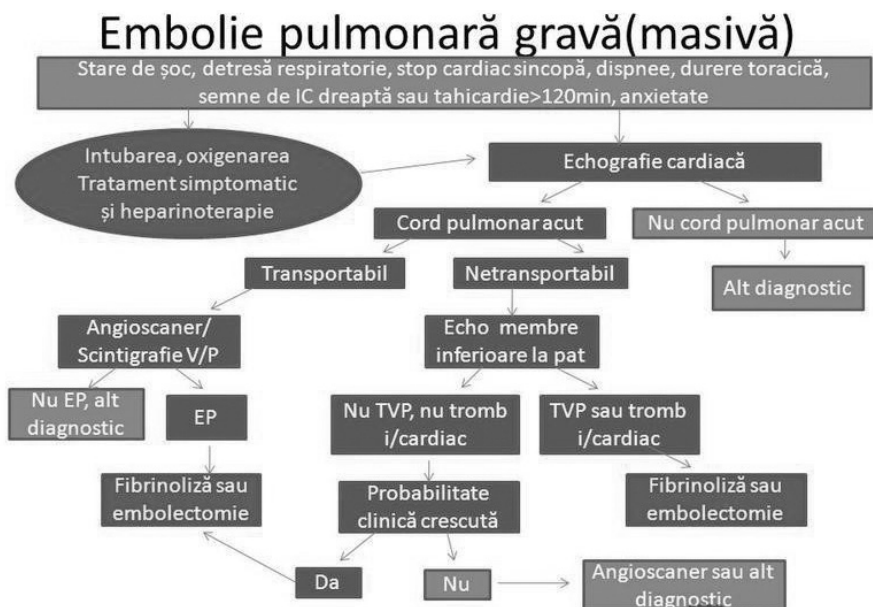 Embolie pulmonară gravă(masivă)
Stare de șoc, detresă respiratorie, stop cardiac sincopă, dispnee, durere toracică,
semne de IC dreaptă sau tahicardie>120min, anxietate
Intubarea, oxigenarea
Tratament simptomatic
și heparinoterapie
Echografie cardiacă
Cord pulmonar acut
Nu cord pulmonar acut
Transportabil
Netransportabil
Alt diagnostic
Angioscaner/
Scintigrafie V/P
Echo membre
inferioare la pat
Nu EP, alt
diagnostic
EP
Nu TVP, nu tromb
i/cardiac
TVP sau tromb
i/cardiac
Fibrinoliză sau
embolectomie
Probabilitate
clinică crescută
Fibrinoliză sau
embolectomie
Da
Nu
Angioscaner sau alt
diagnostic